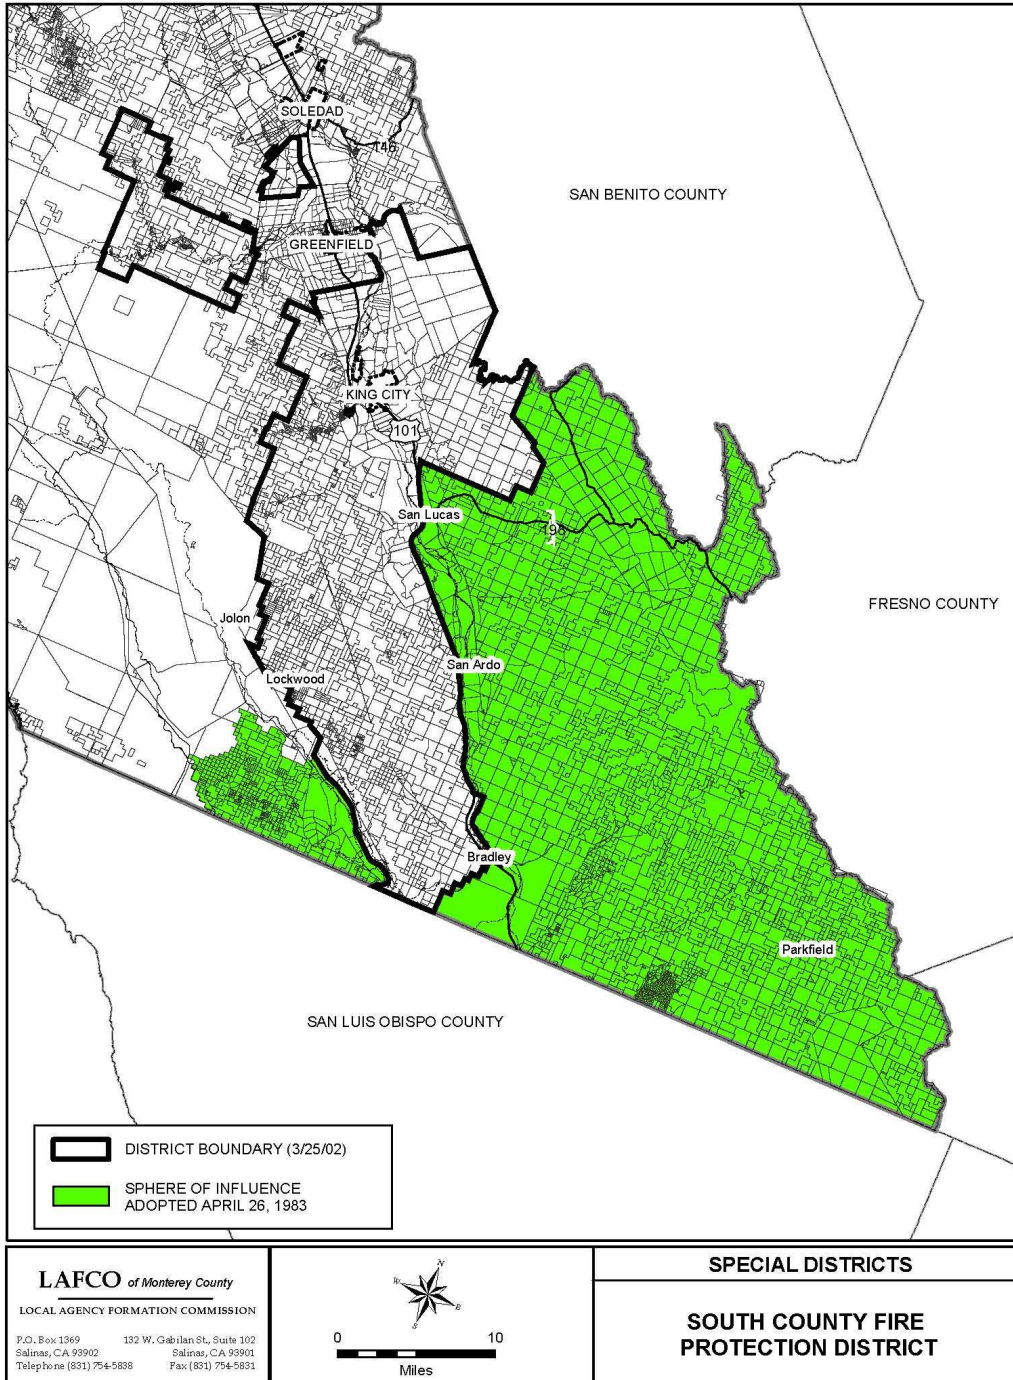 SOLEDAD
146
SAN BENITO COUNTY
GREENFIELD
KING CITY
101
San Lucas
198
FRESNO COUNTY
Jolon
San Ardo
Lockwood
Bradley
Parkfield
SAN LUIS OBISPO COUNTY
DISTRICT BOUNDARY (3/25/02)
SPHERE OF INFLUENCE
ADOPTED APRIL 26, 1983
LAFCO of Monterey County
LOCAL AGENCY FORMATION COMMISSION
P.O. Box 1369 132 W. Gabilan St., Suite 102
Salinas, CA 93902 Salinas, CA 93901
Telephone (831) 754-5838 Fax (831) 754-5831
N
W
E
S
0 10
Miles
SPECIAL DISTRICTS
SOUTH COUNTY FIRE
PROTECTION DISTRICT